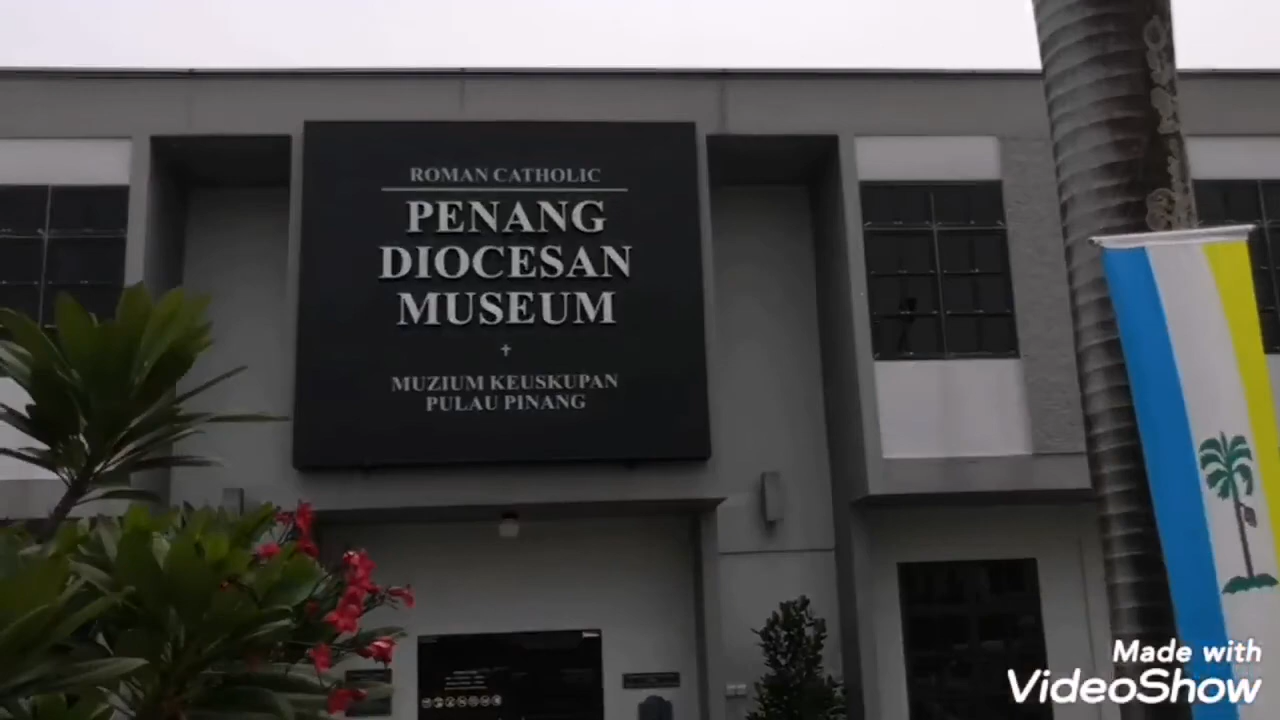 ROMAN CATHOLIC
PENANG
DIOCESAN
MUSEUM
MUZIUM KEUSKUPAN
PULAU PINANG
Made with
VideoShow